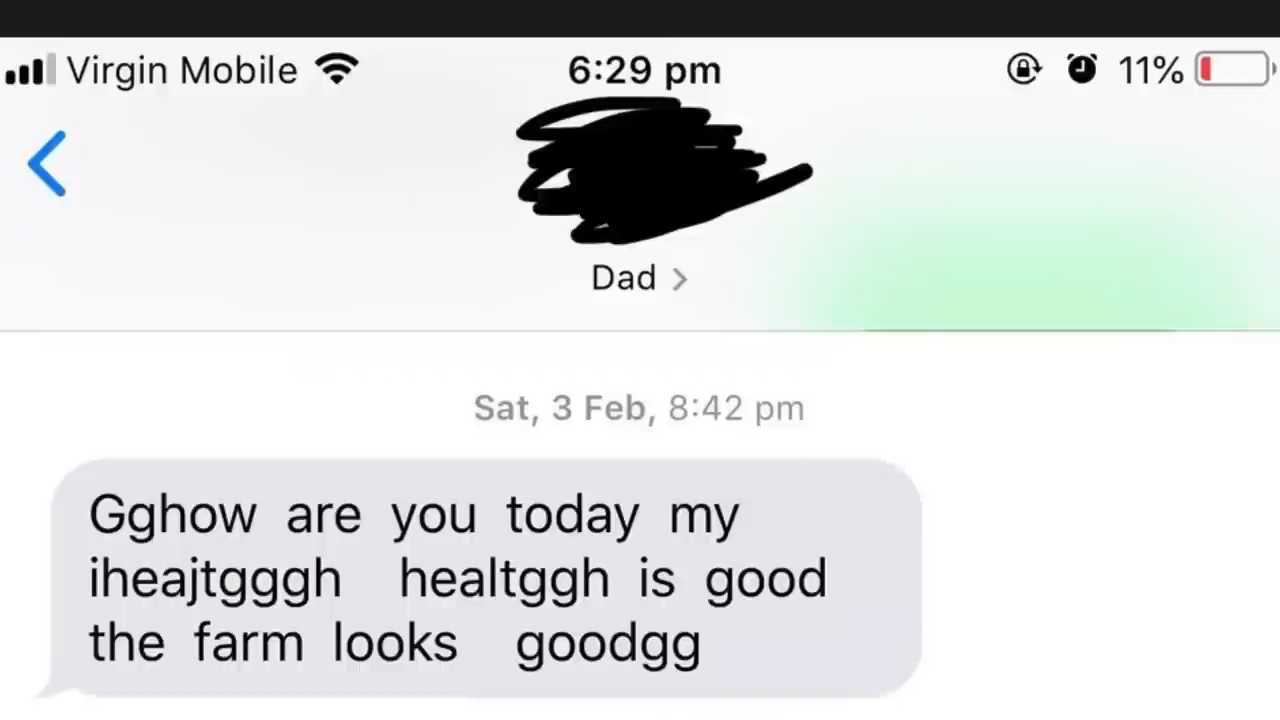 Virgin Mobile 6:29 pm 11%
Dad
Sat, 3 Feb, 8:42 pm
Gghow are you today my
iheajtgggh healtggh is good
the farm looks goodgg